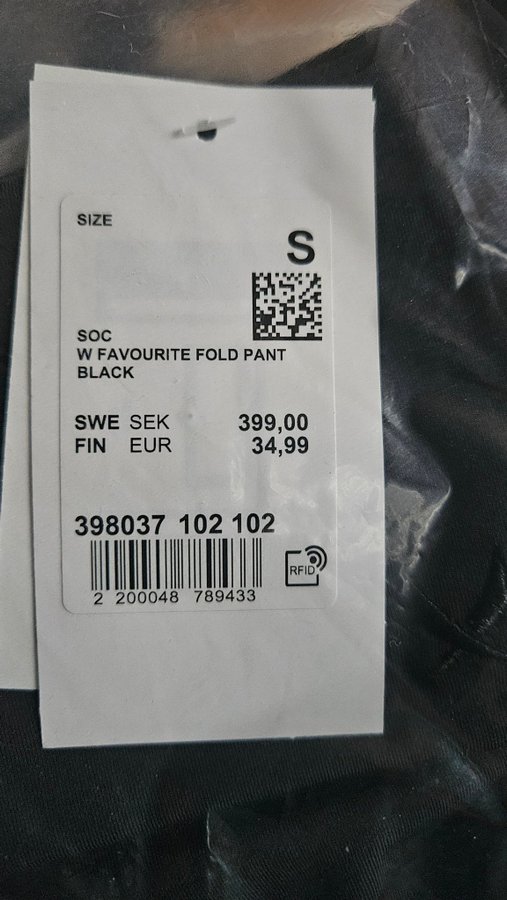 SIZE
S
SOC
W FAVOURITE FOLD PANT
BLACK
SWE SEK 399,00
FIN EUR 34,99
398037 102 102
RFID
2 200048 789433